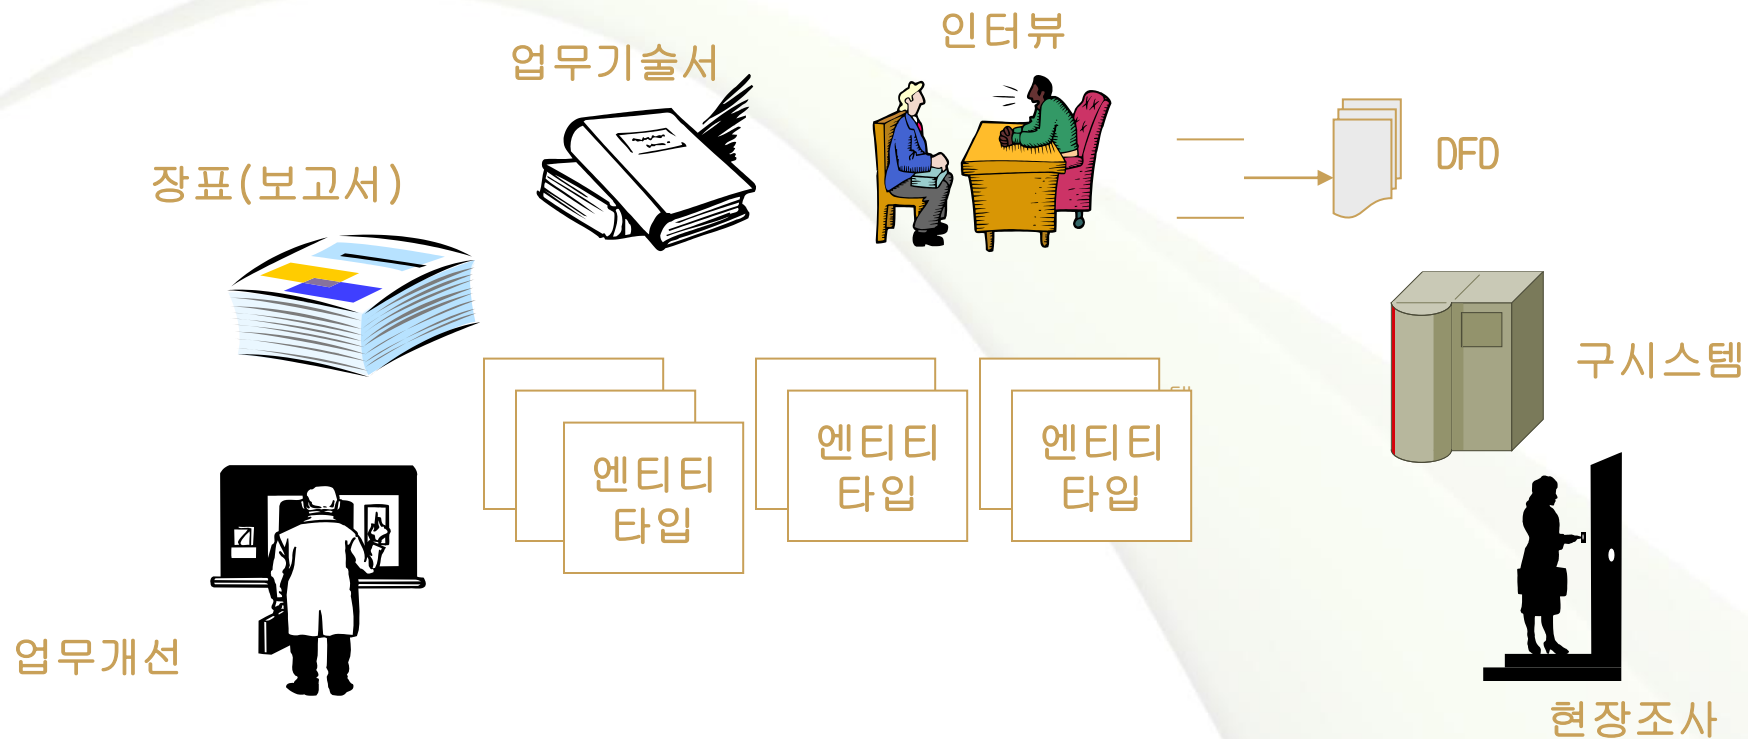 인터뷰
업무기술서
DFD
장표(보고서)
구시스템
엔티티
타입
엔티티
타입
엔티티
타입
업무개선
현장조사